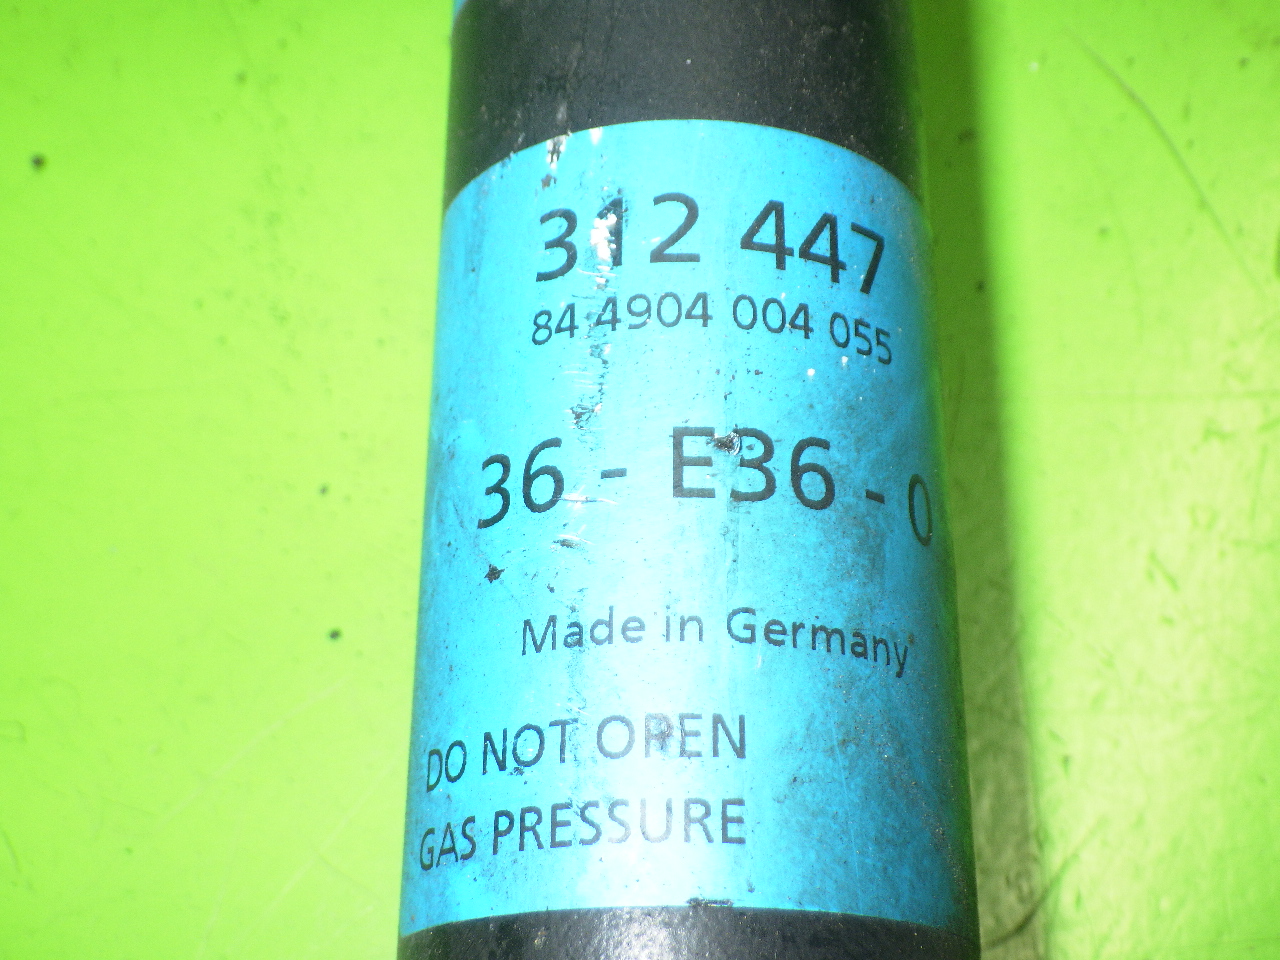 312 447
84 4904 004 055
36 - E36 - 0
Made in Germany
DO NOT OPEN
GAS PRESSURE